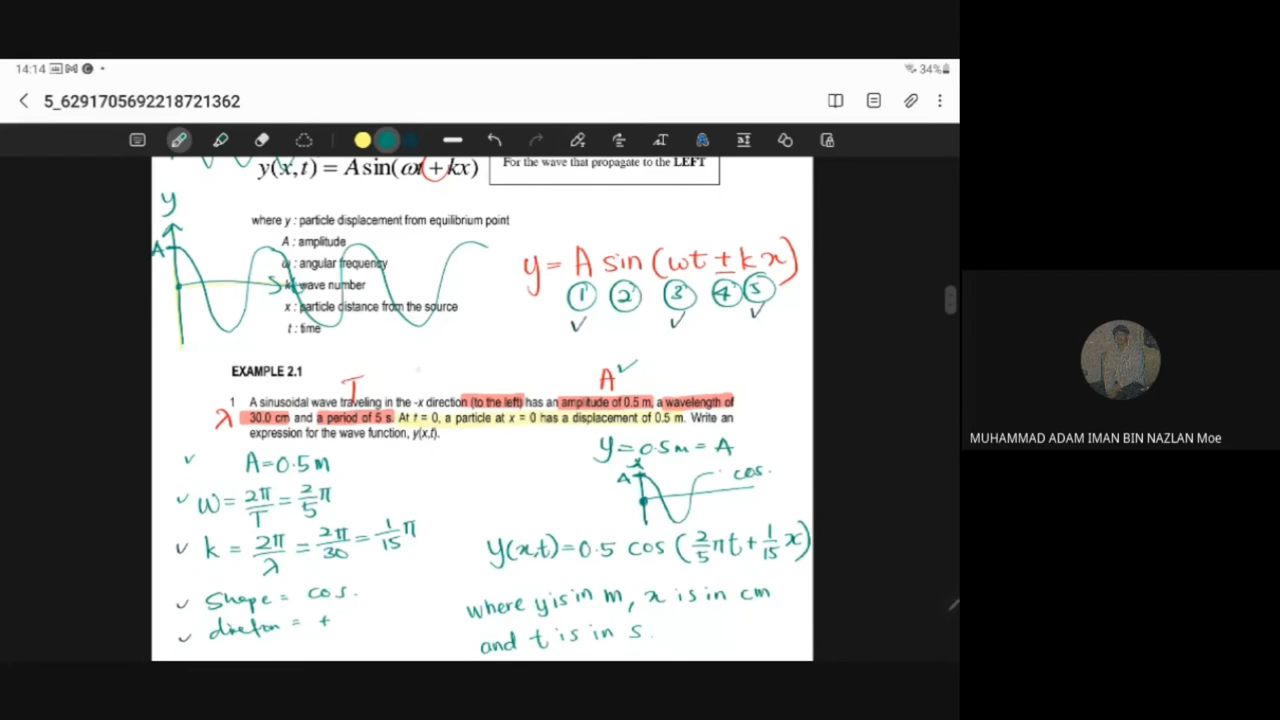 14:14
34%
5_6291705692218721362
y(x,t) = A sin(ωt + kx)
For the wave that propagate to the LEFT
y
A
where y : particle displacement from equilibrium point
A : amplitude
ω : angular frequency
k : wave number
x : particle distance from the source
t : time
y = A sin (ωt ± kx)
1 2 3 4 5
EXAMPLE 2.1
T
A
1 A sinusoidal wave traveling in the -x direction (to the left) has an amplitude of 0.5 m, a wavelength of
λ
30.0 cm and a period of 5 s. At t = 0, a particle at x = 0 has a displacement of 0.5 m. Write an
expression for the wave function, y(x,t).
y = 0.5 m = A
A cos.
A = 0.5 m
ω = 2π/T = 2/5 π
k = 2π/λ = 2π/30 = 1/15 π
y(x,t) = 0.5 cos (2/5 πt + 1/15 x)
Shape = cos.
where y is in m, x is in cm
and t is in s.
MUHAMMAD ADAM IMAN BIN NAZLAN Moe